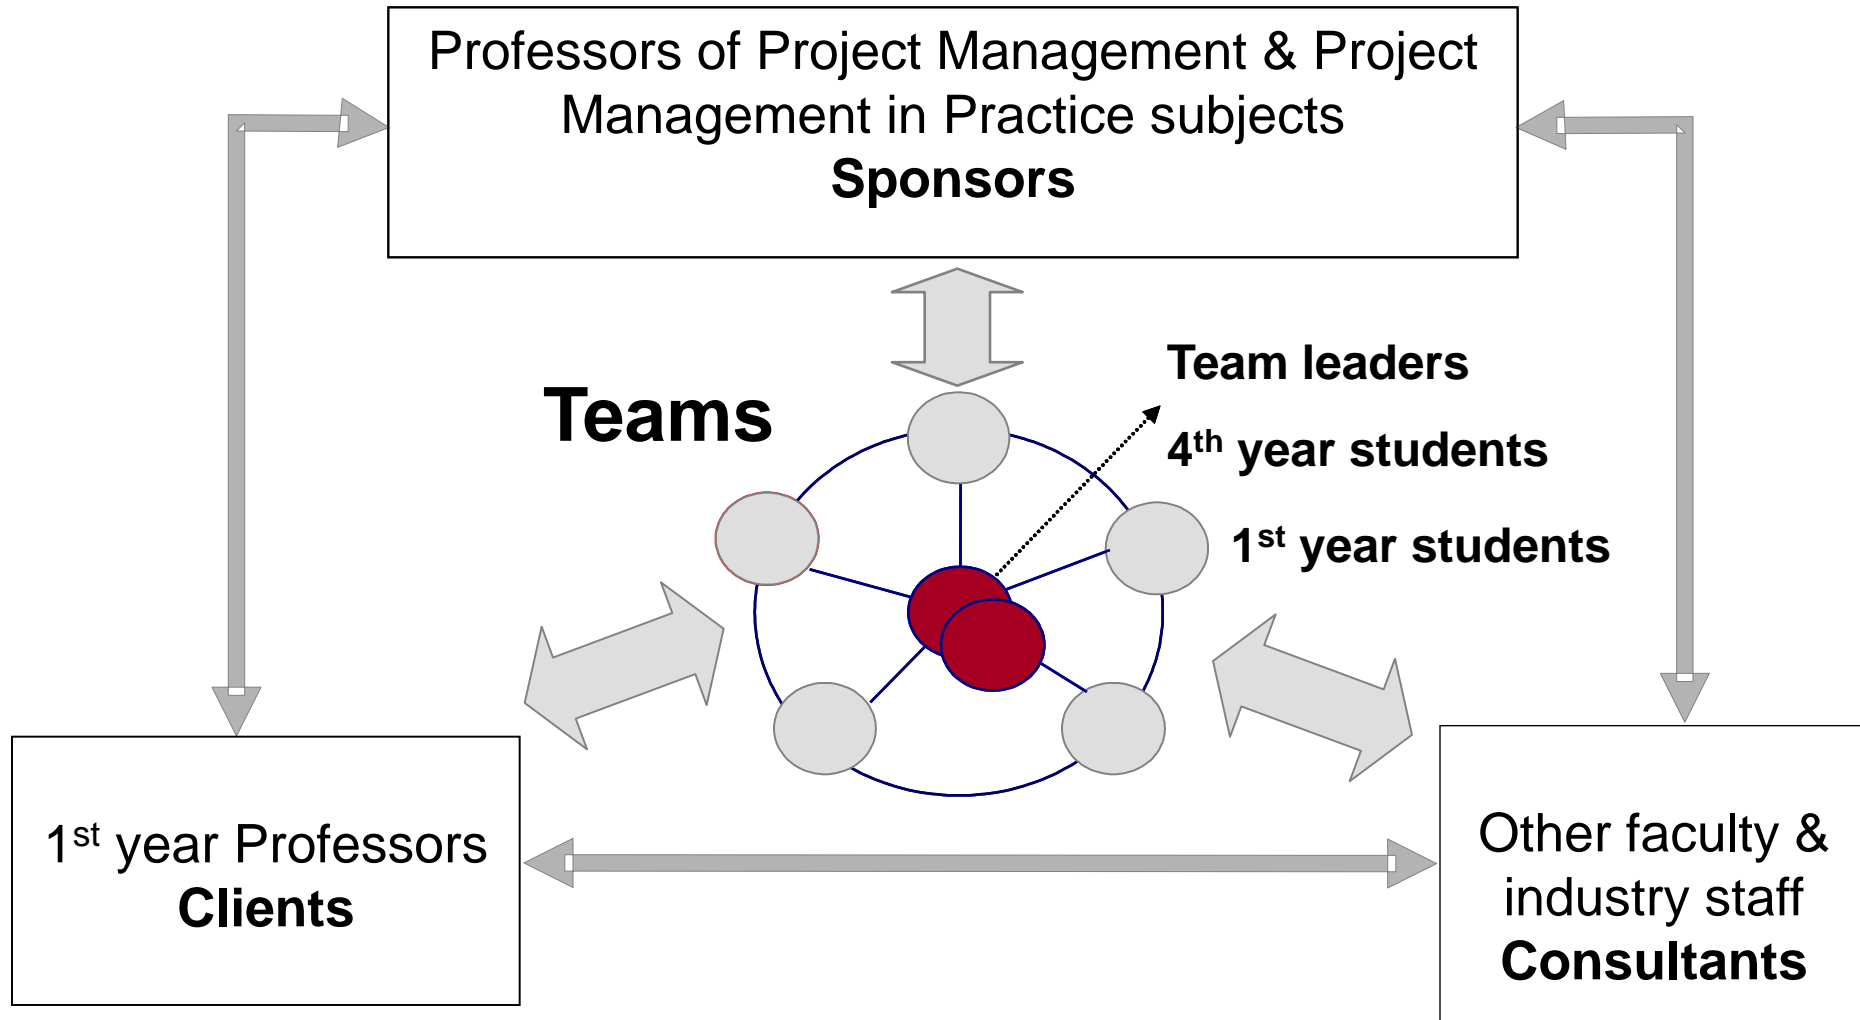 Professors of Project Management & Project
Management in Practice subjects
Sponsors
Teams
Team leaders
4th year students
1st year students
1st year Professors
Clients
Other faculty &
industry staff
Consultants